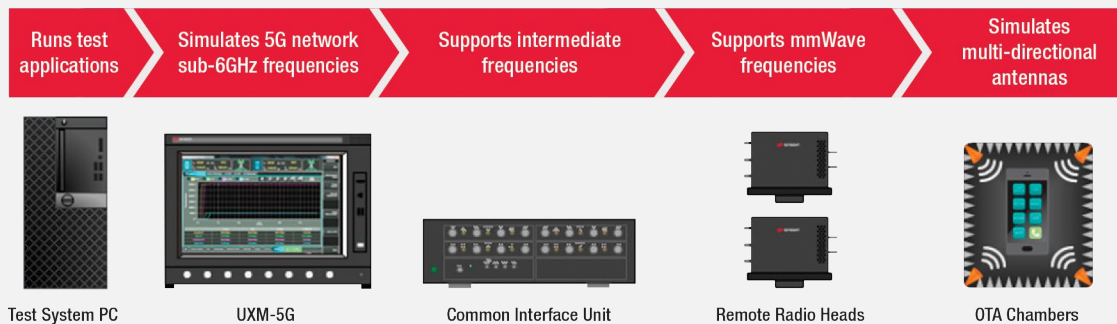 Runs test
applications
Simulates 5G network
sub-6GHz frequencies
Supports intermediate
frequencies
Supports mmWave
frequencies
Simulates
multi-directional
antennas
Test System PC
UXM-5G
Common Interface Unit
Remote Radio Heads
OTA Chambers